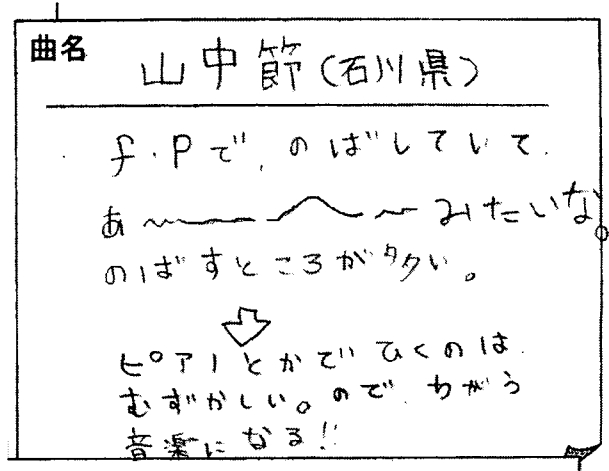 曲名
山中節(石川県)
f・Pで、のばしていて、
あ〜みたいな
のばすところが多い。
ピアノとかでひくのは、
むずかしい。ので、ちがう
音楽になる!!